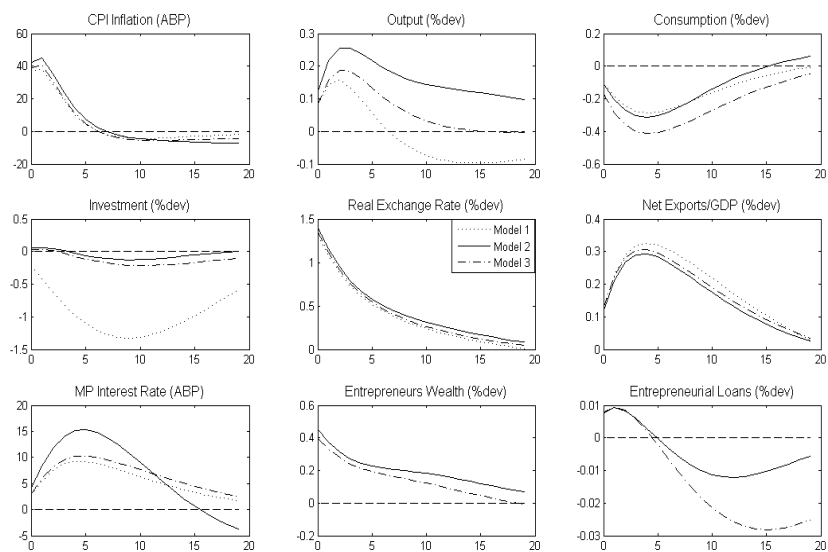 CPI Inflation (ABP)
60
40
20
0
-20
0 5 10 15 20
Output (%dev)
0.3
0.2
0.1
0
-0.1
0 5 10 15 20
Consumption (%dev)
0.2
0
-0.2
-0.4
-0.6
0 5 10 15 20
Investment (%dev)
0.5
0
-0.5
-1
-1.5
0 5 10 15 20
Real Exchange Rate (%dev)
1.5
1
0.5
0
0 5 10 15 20
Model 1
Model 2
Model 3
Net Exports/GDP (%dev)
0.4
0.3
0.2
0.1
0
0 5 10 15 20
MP Interest Rate (ABP)
20
15
10
5
0
-5
0 5 10 15 20
Entrepreneurs Wealth (%dev)
0.6
0.4
0.2
0
0.2
0 5 10 15 20
Entrepreneurial Loans (%dev)
0.01
0
-0.01
-0.02
-0.03
0 5 10 15 20